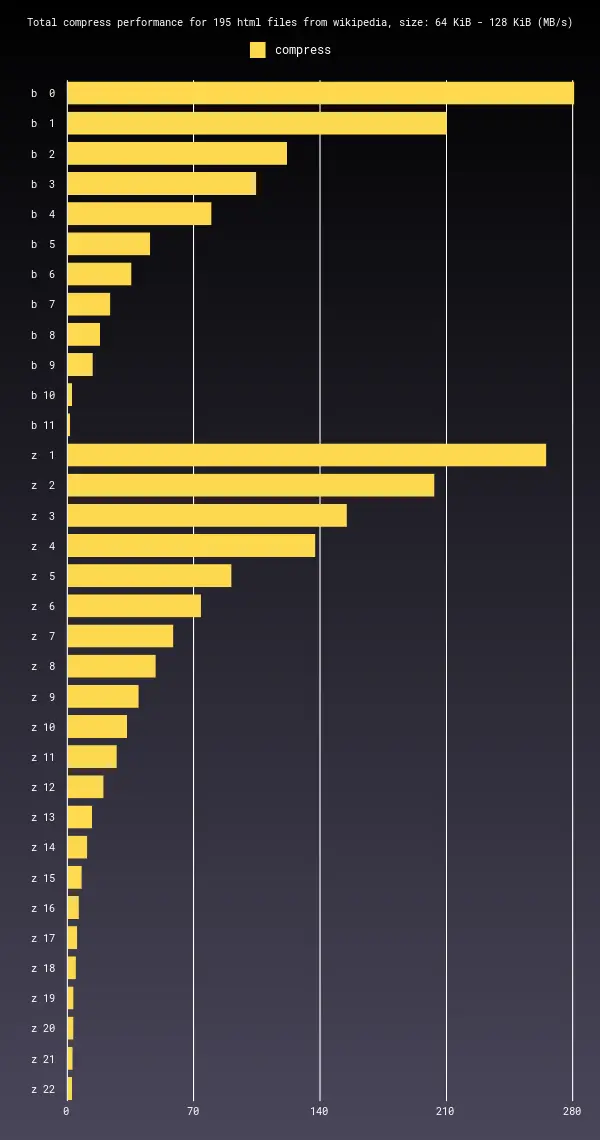 Total compress performance for 195 html files from wikipedia, size: 64 KiB - 128 KiB (MB/s)
compress
b 0
b 1
b 2
b 3
b 4
b 5
b 6
b 7
b 8
b 9
b 10
b 11
z 1
z 2
z 3
z 4
z 5
z 6
z 7
z 8
z 9
z 10
z 11
z 12
z 13
z 14
z 15
z 16
z 17
z 18
z 19
z 20
z 21
z 22
0 70 140 210 280